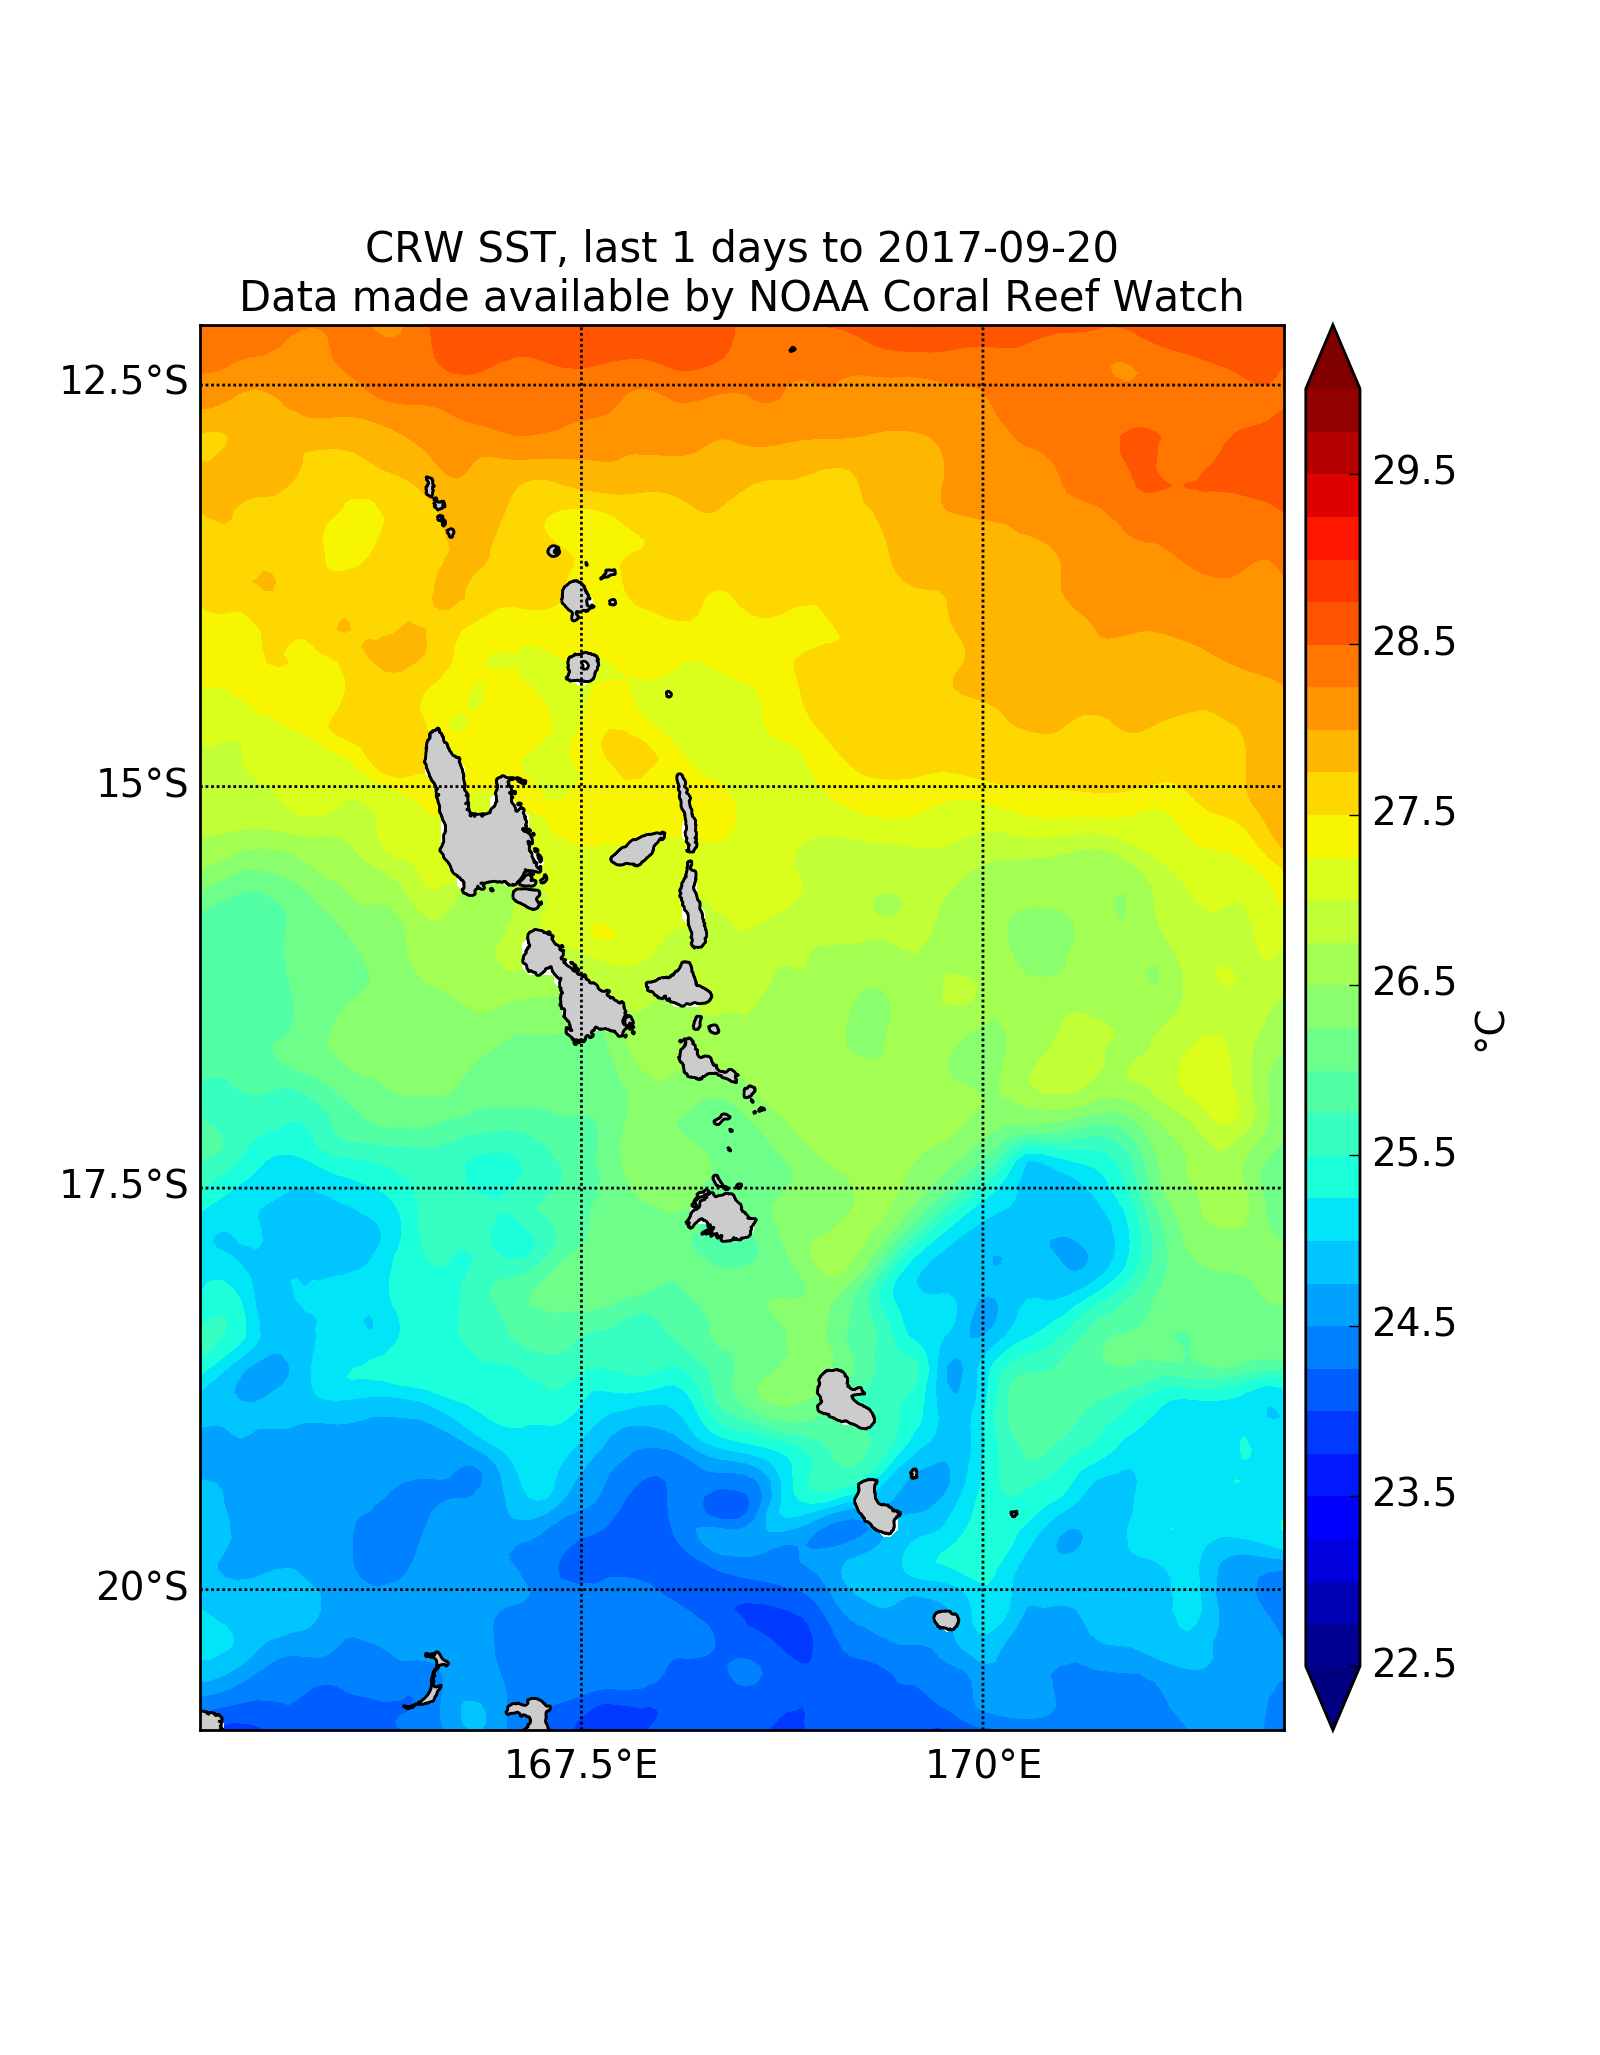 CRW SST, last 1 days to 2017-09-20
Data made available by NOAA Coral Reef Watch
12.5°S
15°S
17.5°S
20°S
167.5°E
170°E
29.5
28.5
27.5
26.5
25.5
24.5
23.5
22.5
°C